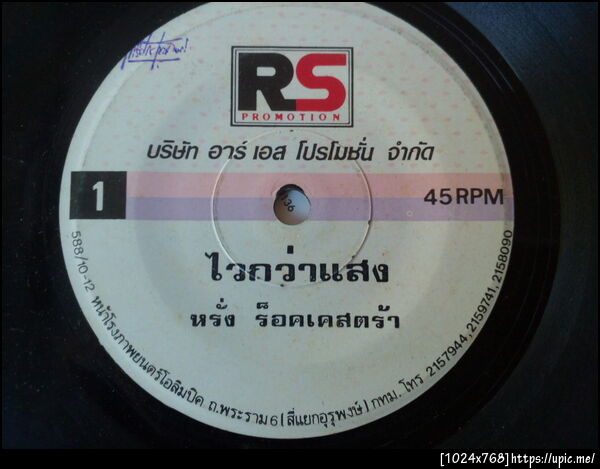 RS
PROMOTION
บริษัท อาร์ เอส โปรโมชั่น จำกัด
1
45 RPM
136
ไวกว่าแสง
หรั่ง ร็อคเคสตร้า
588/10-12 หน้าโรงภาพยนตร์โอลิมปิค ถ.พระราม 6 (สี่แยกอุรุพงษ์) กทม. โทร 2157944, 2159741, 2158090
[1024x768]https://upic.me/